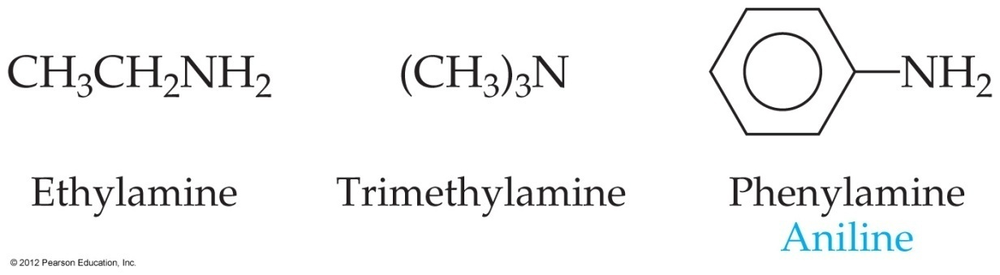 CH₃CH₂NH₂ (CH₃)₃N NH₂
Ethylamine Trimethylamine Phenylamine
Aniline
© 2012 Pearson Education, Inc.